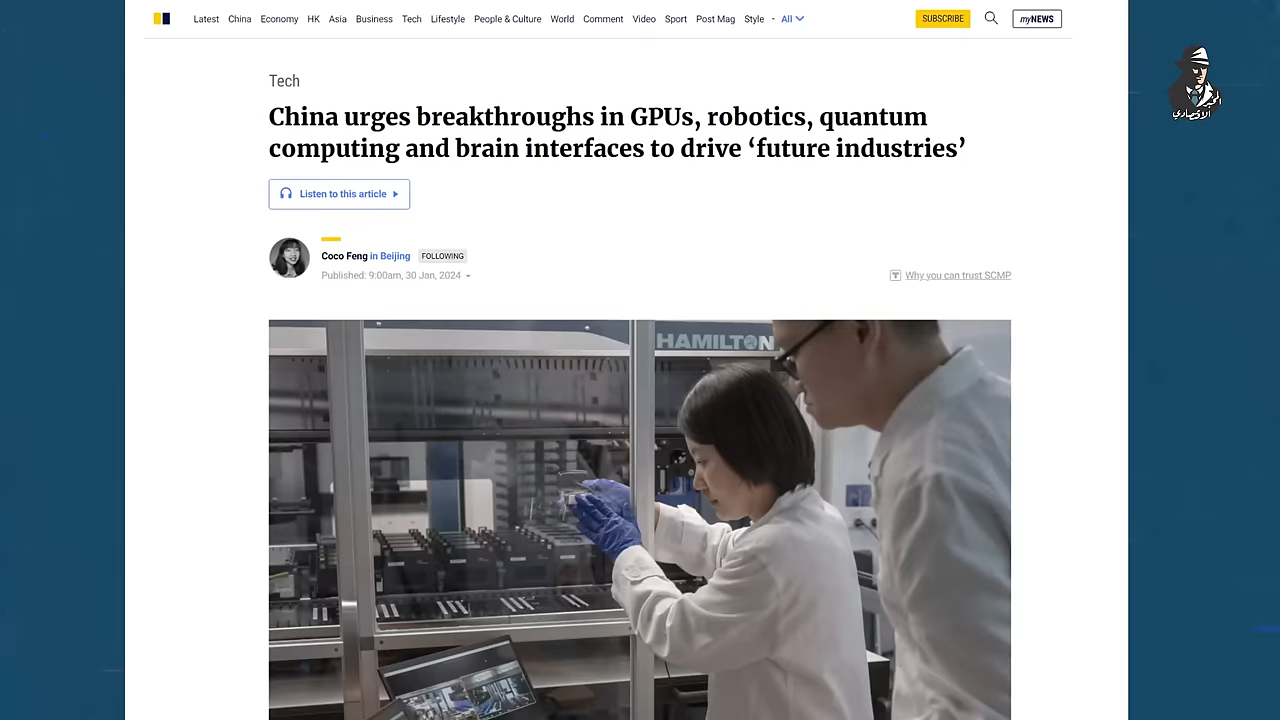 Latest China Economy HK Asia Business Tech Lifestyle People & Culture World Comment Video Sport Post Mag Style - All
SUBSCRIBE
myNEWS
Tech
China urges breakthroughs in GPUs, robotics, quantum
computing and brain interfaces to drive ‘future industries’
Listen to this article
Coco Feng in Beijing FOLLOWING
Published: 9:00am, 30 Jan, 2024
Why you can trust SCMP
HAMILTON
المخبر
الاقتصادي